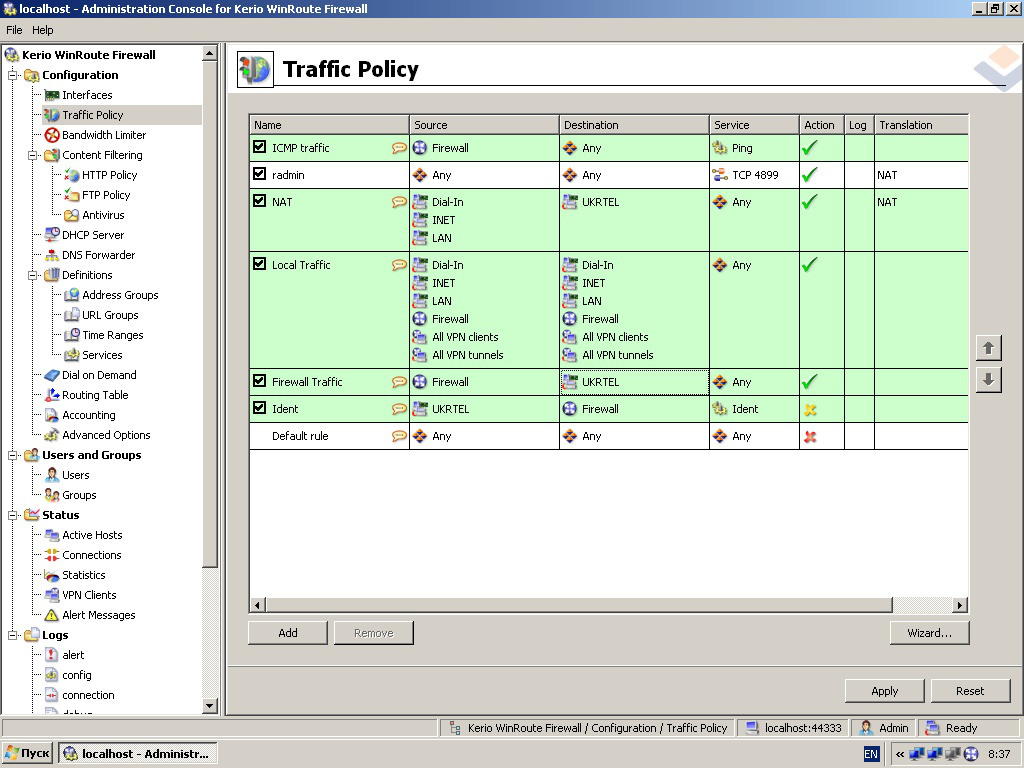 localhost - Administration Console for Kerio WinRoute Firewall
File Help
Kerio WinRoute Firewall
Configuration
Interfaces
Traffic Policy
Bandwidth Limiter
Content Filtering
HTTP Policy
FTP Policy
Antivirus
DHCP Server
DNS Forwarder
Definitions
Address Groups
URL Groups
Time Ranges
Services
Dial on Demand
Routing Table
Accounting
Advanced Options
Users and Groups
Users
Groups
Status
Active Hosts
Connections
Statistics
VPN Clients
Alert Messages
Logs
alert
config
connection
Traffic Policy
Name Source Destination Service Action Log Translation
ICMP traffic Firewall Any Ping
radmin Any Any TCP 4899 NAT
NAT Dial-In UKRTEL Any NAT
INET
LAN
Local Traffic Dial-In Dial-In Any
INET INET
LAN LAN
Firewall Firewall
All VPN clients All VPN clients
All VPN tunnels All VPN tunnels
Firewall Traffic Firewall UKRTEL Any
Ident UKRTEL Firewall Ident
Default rule Any Any Any
Add Remove Wizard...
Apply Reset
Kerio WinRoute Firewall / Configuration / Traffic Policy localhost:44333 Admin Ready
Пуск localhost - Administr... EN « 8:37